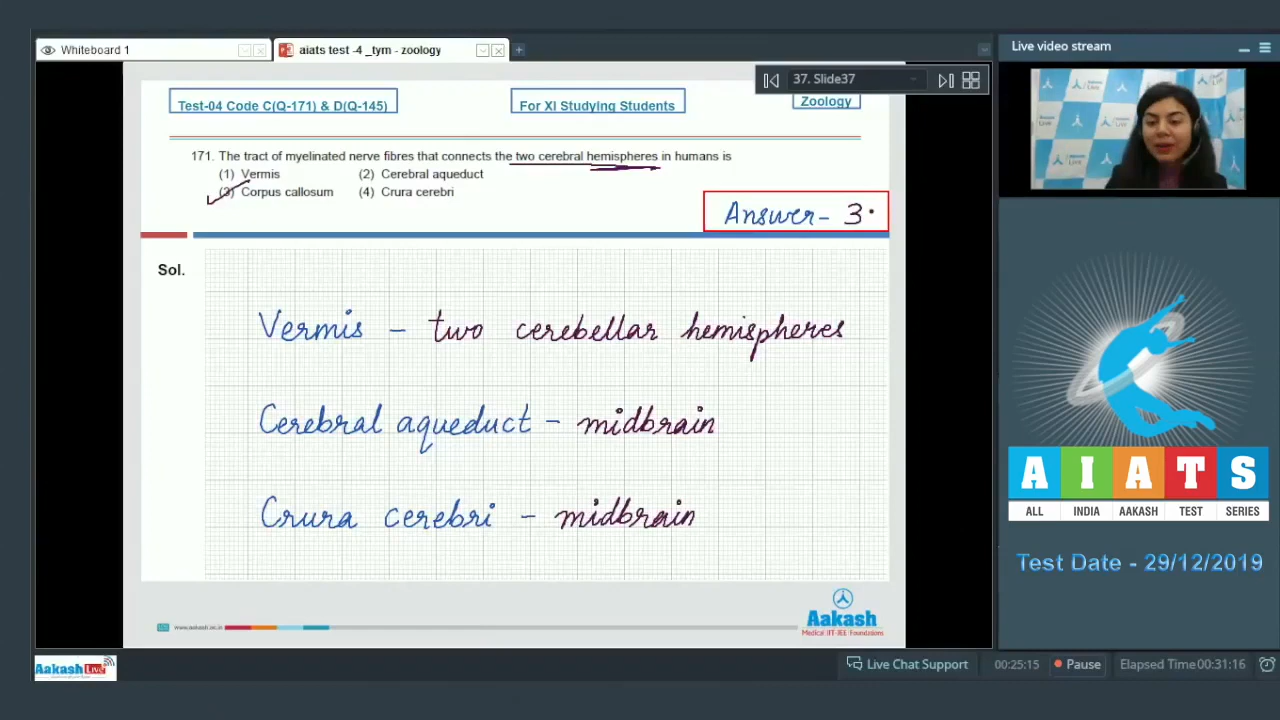 Whiteboard 1
aiats test -4 _tym - zoology
Live video stream
37. Slide37
Test-04 Code C(Q-171) & D(Q-145)
For XI Studying Students
Zoology
171. The tract of myelinated nerve fibres that connects the two cerebral hemispheres in humans is
(1) Vermis (2) Cerebral aqueduct
(3) Corpus callosum (4) Crura cerebri
Answer- 3.
Sol.
Vermis - two cerebellar hemispheres
Cerebral aqueduct - midbrain
Crura cerebri - midbrain
A I A T S
ALL INDIA AAKASH TEST SERIES
Test Date - 29/12/2019
Aakash
Medical|IIT-JEE|Foundations
www.aakash.ac.in
Aakash Live
Live Chat Support
00:25:15
Pause
Elapsed Time 00:31:16